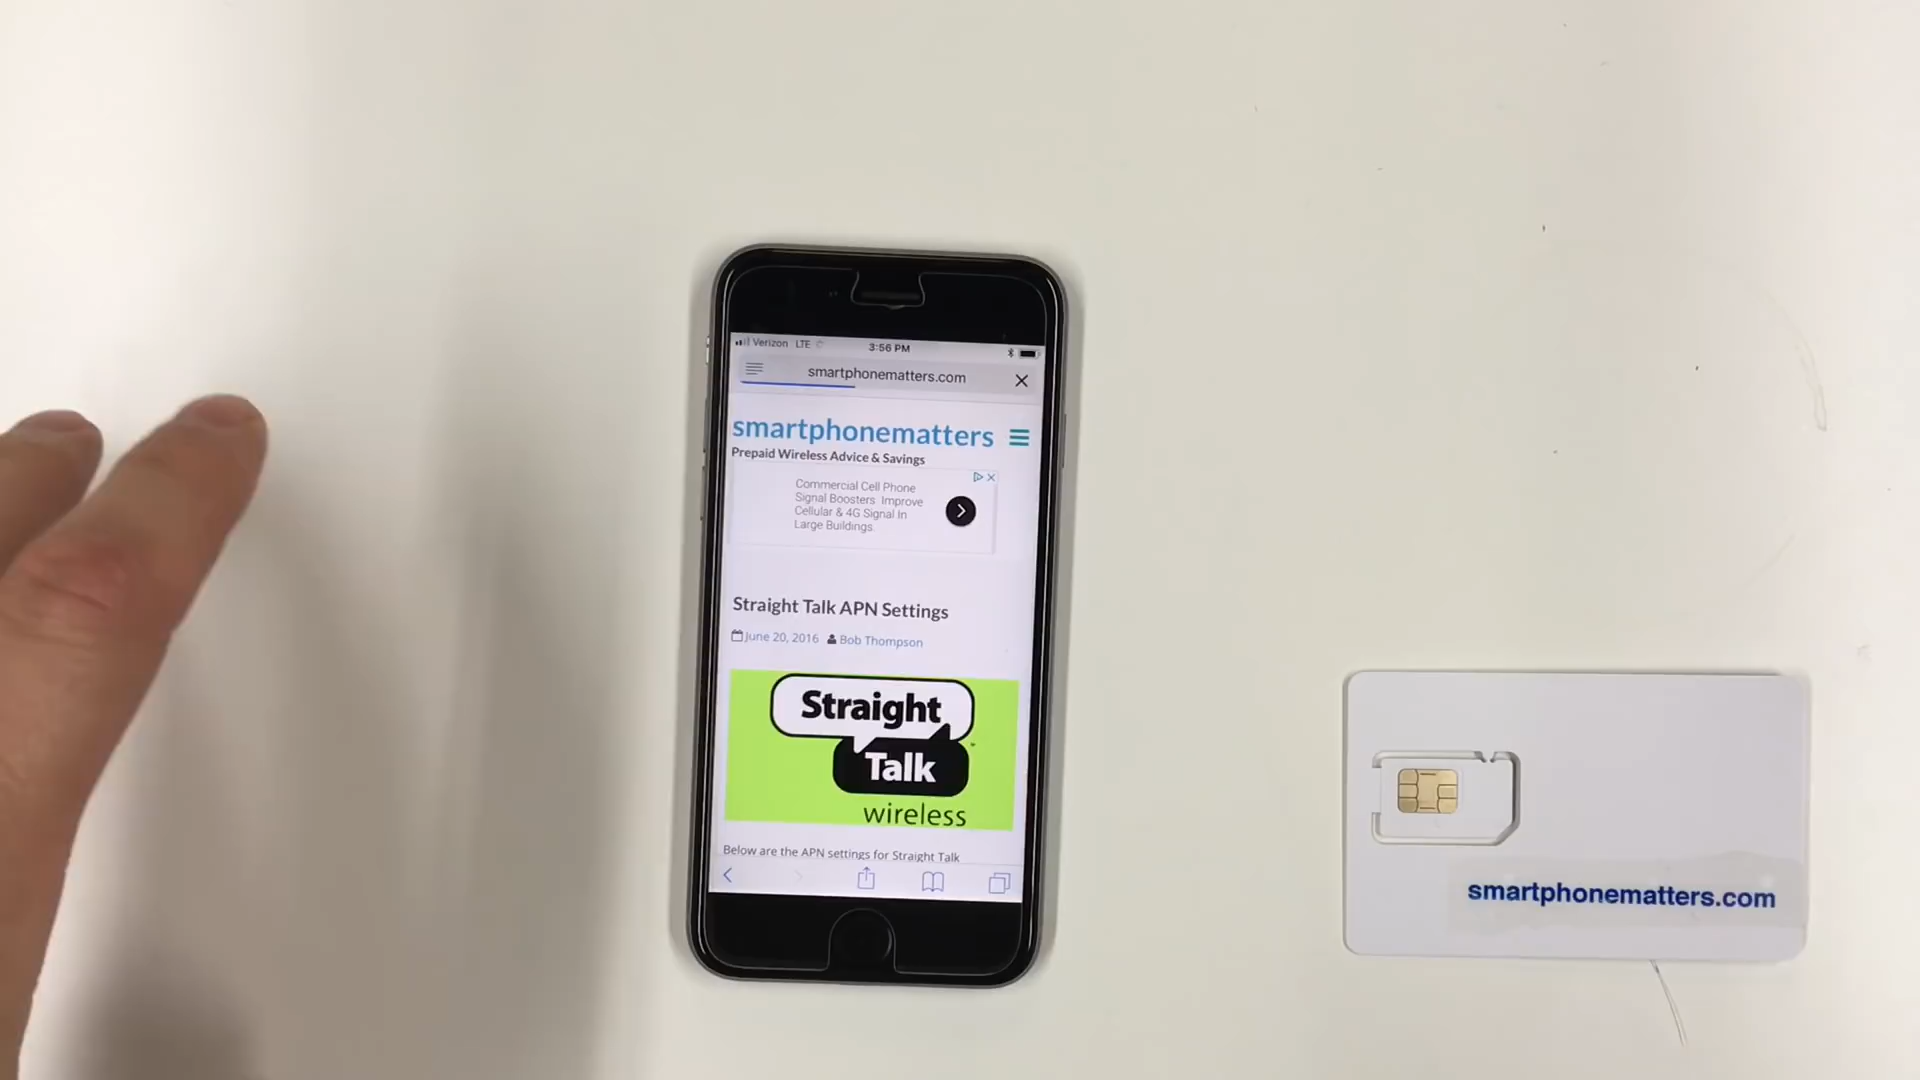 Verizon LTE 3:56 PM
smartphonematters.com
smartphonematters
Prepaid Wireless Advice & Savings
Commercial Cell Phone
Signal Boosters. Improve
Cellular & 4G Signal In
Large Buildings.
Straight Talk APN Settings
June 20, 2016 Bob Thompson
Straight
Talk
wireless
Below are the APN settings for Straight Talk
smartphonematters.com